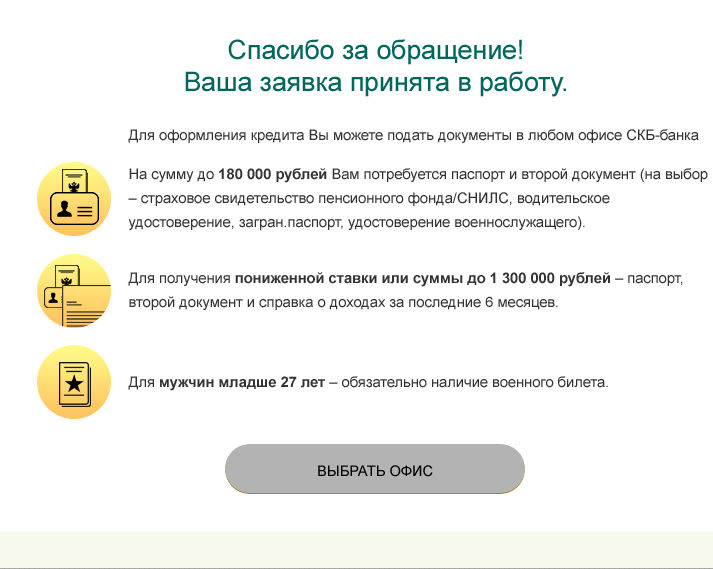 Спасибо за обращение!
Ваша заявка принята в работу.
Для оформления кредита Вы можете подать документы в любом офисе СКБ-банка
На сумму до 180 000 рублей Вам потребуется паспорт и второй документ (на выбор
– страховое свидетельство пенсионного фонда/СНИЛС, водительское
удостоверение, загран.паспорт, удостоверение военнослужащего).
Для получения пониженной ставки или суммы до 1 300 000 рублей – паспорт,
второй документ и справка о доходах за последние 6 месяцев.
Для мужчин младше 27 лет – обязательно наличие военного билета.
ВЫБРАТЬ ОФИС